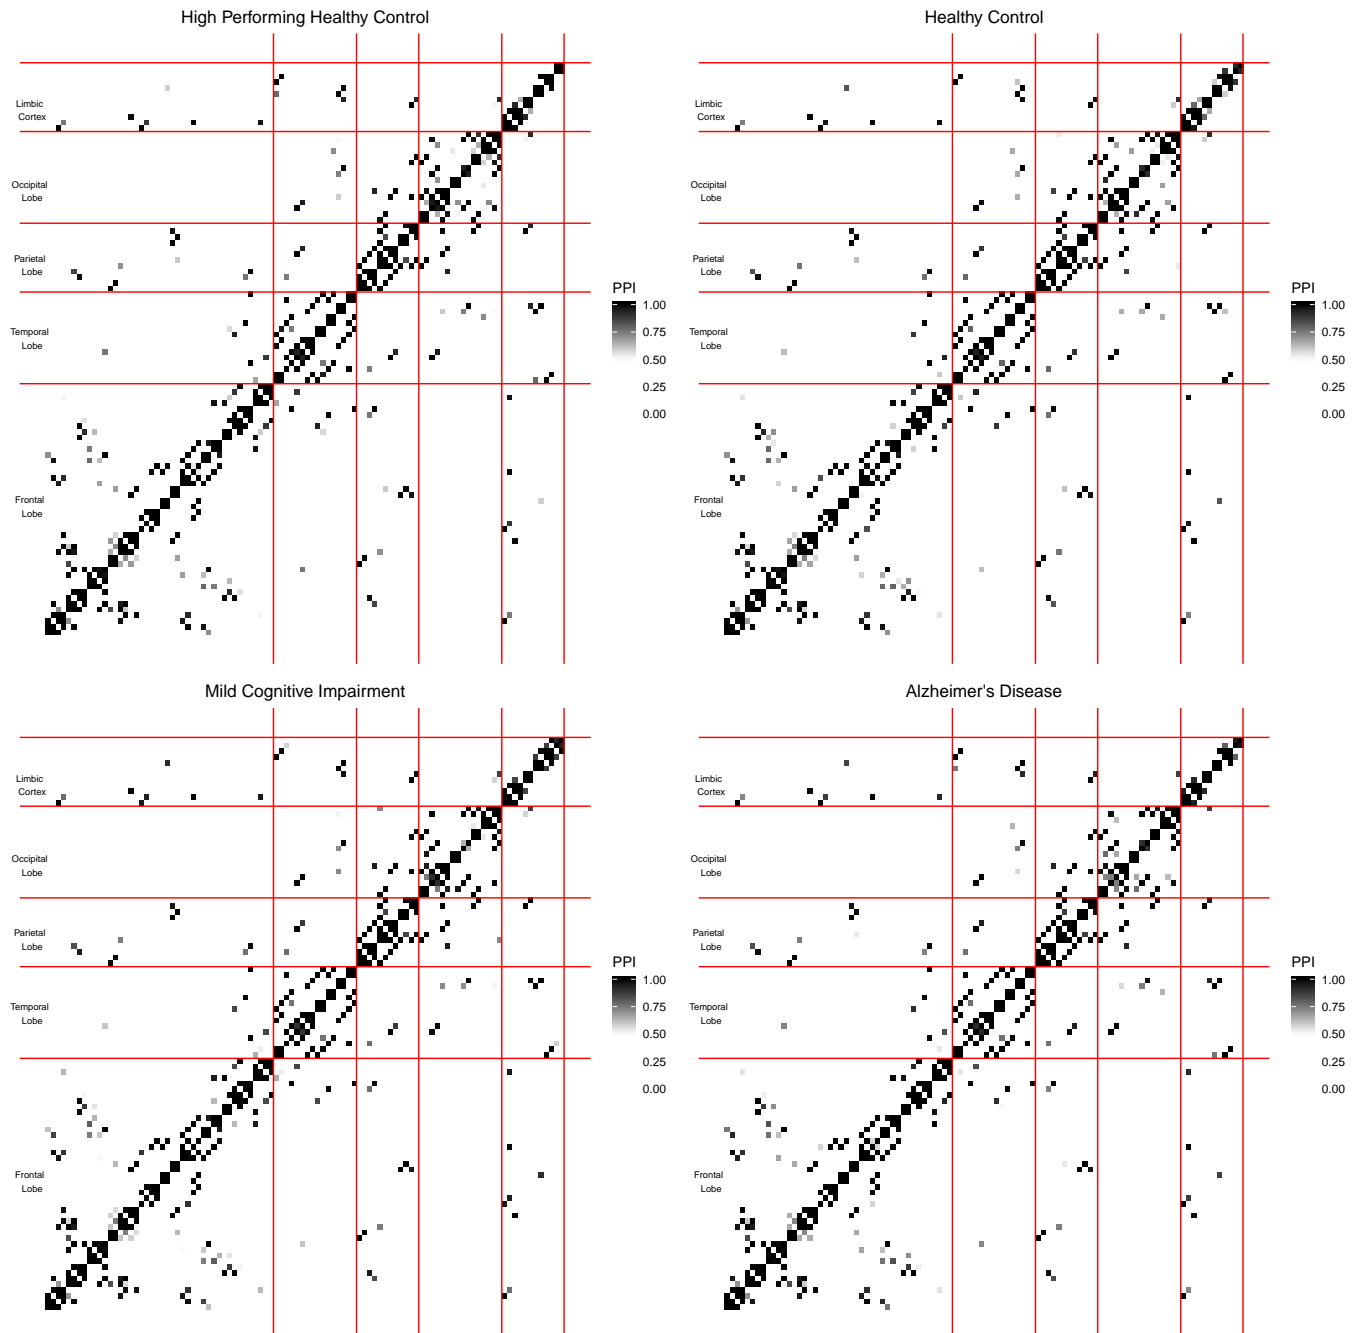 High Performing Healthy Control
Limbic
Cortex
Occipital
Lobe
Parietal
Lobe
Temporal
Lobe
Frontal
Lobe
PPI
1.00
0.75
0.50
0.25
0.00
Healthy Control
Limbic
Cortex
Occipital
Lobe
Parietal
Lobe
Temporal
Lobe
Frontal
Lobe
PPI
1.00
0.75
0.50
0.25
0.00
Mild Cognitive Impairment
Limbic
Cortex
Occipital
Lobe
Parietal
Lobe
Temporal
Lobe
Frontal
Lobe
PPI
1.00
0.75
0.50
0.25
0.00
Alzheimer's Disease
Limbic
Cortex
Occipital
Lobe
Parietal
Lobe
Temporal
Lobe
Frontal
Lobe
PPI
1.00
0.75
0.50
0.25
0.00